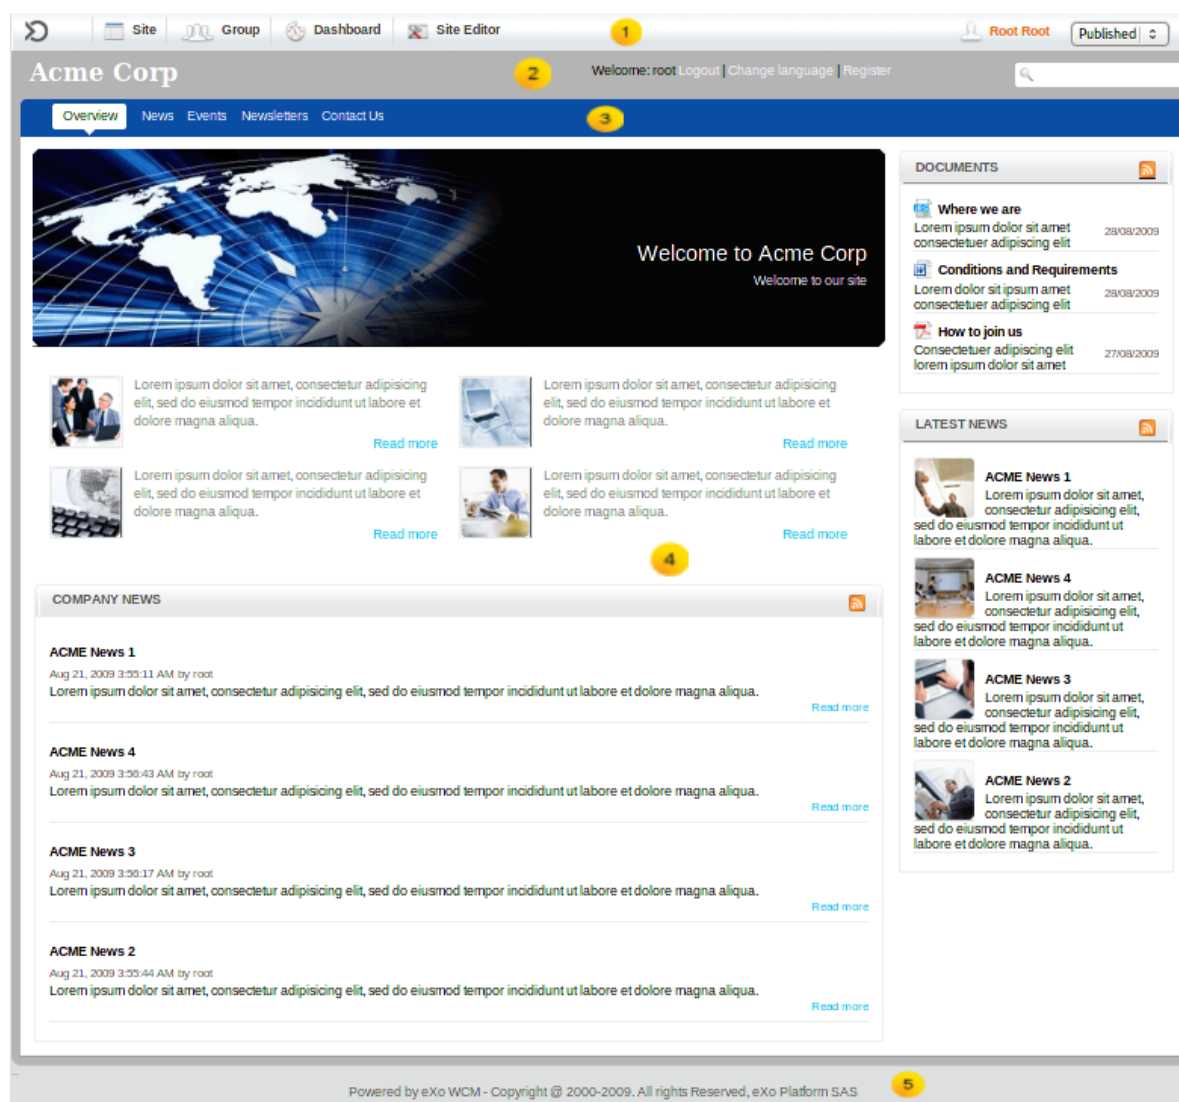 Site Group Dashboard Site Editor 1 Root Root Published
Acme Corp 2 Welcome: root Logout | Change language | Register
Overview News Events Newsletters Contact Us 3
Welcome to Acme Corp
Welcome to our site
Lorem ipsum dolor sit amet, consectetur adipisicing
elit, sed do eiusmod tempor incididunt ut labore et
dolore magna aliqua.
Read more
Lorem ipsum dolor sit amet, consectetur adipisicing
elit, sed do eiusmod tempor incididunt ut labore et
dolore magna aliqua.
Read more
Lorem ipsum dolor sit amet, consectetur adipisicing
elit, sed do eiusmod tempor incididunt ut labore et
dolore magna aliqua.
Read more
Lorem ipsum dolor sit amet, consectetur adipisicing
elit, sed do eiusmod tempor incididunt ut labore et
dolore magna aliqua.
Read more
4
COMPANY NEWS
ACME News 1
Aug 21, 2009 3:55:11 AM by root
Lorem ipsum dolor sit amet, consectetur adipisicing elit, sed do eiusmod tempor incididunt ut labore et dolore magna aliqua.
Read more
ACME News 4
Aug 21, 2009 3:56:43 AM by root
Lorem ipsum dolor sit amet, consectetur adipisicing elit, sed do eiusmod tempor incididunt ut labore et dolore magna aliqua.
Read more
ACME News 3
Aug 21, 2009 3:56:17 AM by root
Lorem ipsum dolor sit amet, consectetur adipisicing elit, sed do eiusmod tempor incididunt ut labore et dolore magna aliqua.
Read more
ACME News 2
Aug 21, 2009 3:55:44 AM by root
Lorem ipsum dolor sit amet, consectetur adipisicing elit, sed do eiusmod tempor incididunt ut labore et dolore magna aliqua.
Read more
DOCUMENTS
Where we are
Lorem ipsum dolor sit amet
consectetuer adipiscing elit
28/08/2009
Conditions and Requirements
Lorem dolor sit ipsum amet
consectetuer adipiscing elit
28/08/2009
How to join us
Consectetuer adipiscing elit
lorem ipsum dolor sit amet
27/08/2009
LATEST NEWS
ACME News 1
Lorem ipsum dolor sit amet,
consectetur adipisicing elit,
sed do eiusmod tempor incididunt ut
labore et dolore magna aliqua.
ACME News 4
Lorem ipsum dolor sit amet,
consectetur adipisicing elit,
sed do eiusmod tempor incididunt ut
labore et dolore magna aliqua.
ACME News 3
Lorem ipsum dolor sit amet,
consectetur adipisicing elit,
sed do eiusmod tempor incididunt ut
labore et dolore magna aliqua.
ACME News 2
Lorem ipsum dolor sit amet,
consectetur adipisicing elit,
sed do eiusmod tempor incididunt ut
labore et dolore magna aliqua.
Powered by eXo WCM - Copyright @ 2000-2009. All rights Reserved, eXo Platform SAS 5